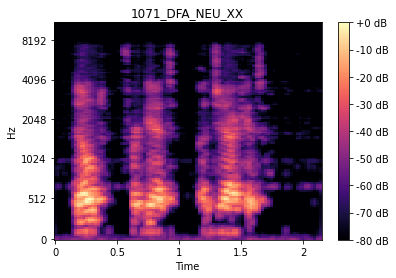 1071_DFA_NEU_XX
+0 dB
8192
-10 dB
4096
-20 dB
-30 dB
2048
Hz
-40 dB
1024
-50 dB
512
-60 dB
-70 dB
0
-80 dB
0
0.5
1
1.5
2
Time